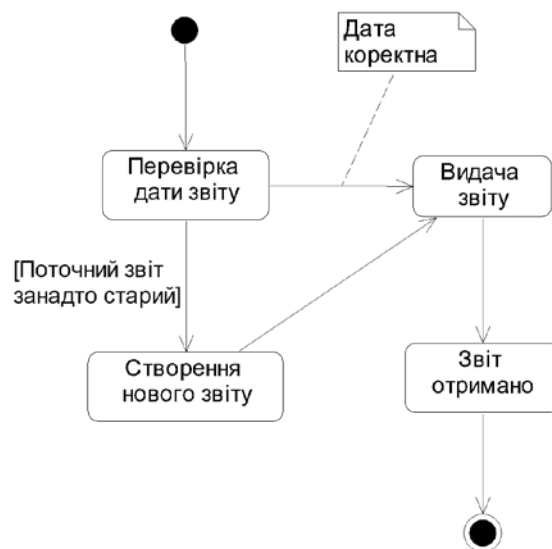 Дата
коректна
Перевірка
дати звіту
Видача
звіту
[Поточний звіт
занадто старий]
Створення
нового звіту
Звіт
отримано